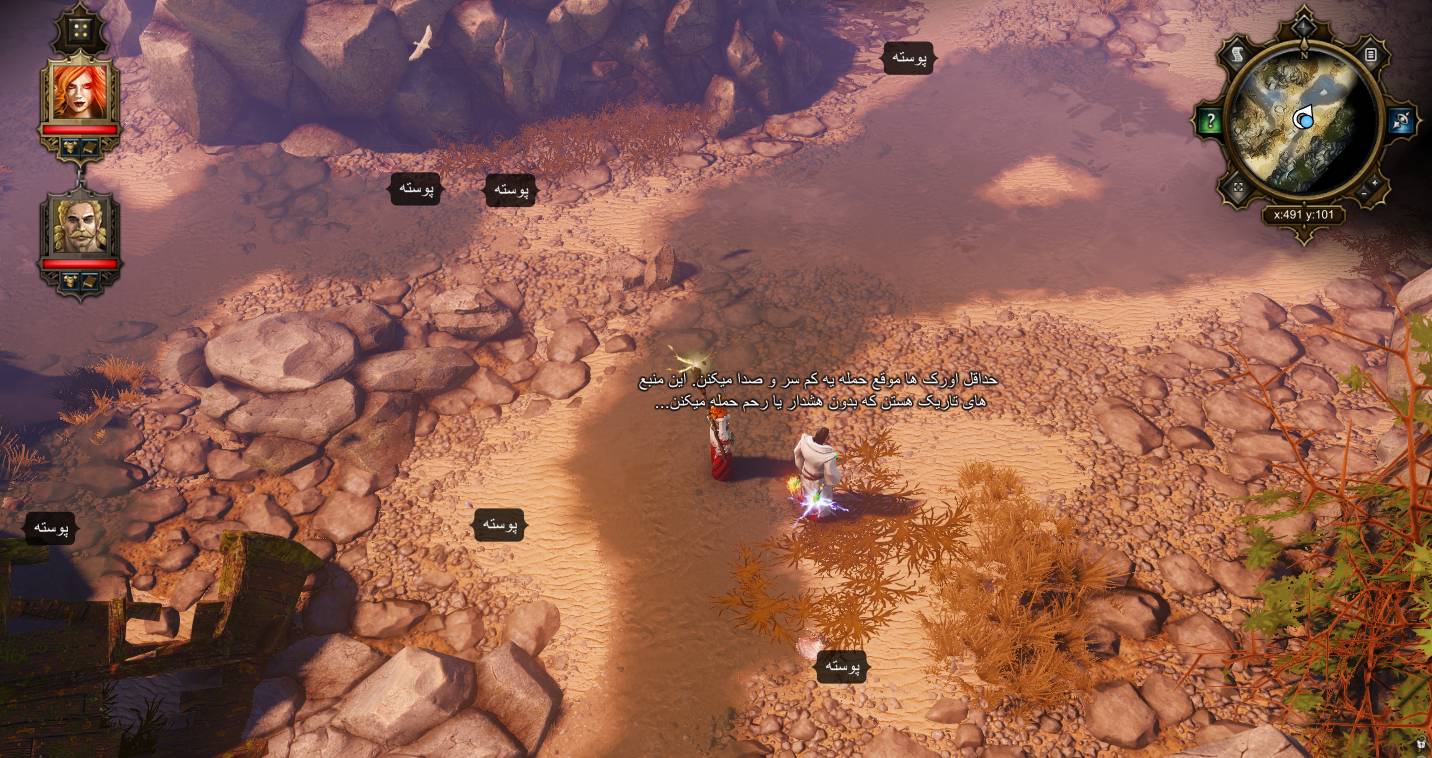 پوسته
N
?
x:491 y:101
پوسته
پوسته
حداقل اورک ها موقع حمله یه کم سر و صدا میکنن. این منبع
های تاریک هستن که بدون هشدار یا رحم حمله میکنن...
پوسته
پوسته
پوسته